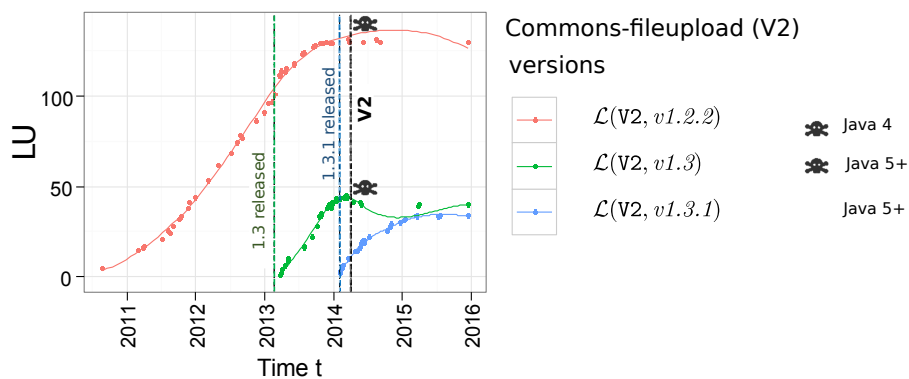 Commons-fileupload (V2)
versions
L(V2, v1.2.2)
L(V2, v1.3)
L(V2, v1.3.1)
Java 4
Java 5+
Java 5+
LU
100
50
0
1.3 released
1.3.1 released
V2
2011
2012
2013
2014
2015
2016
Time t